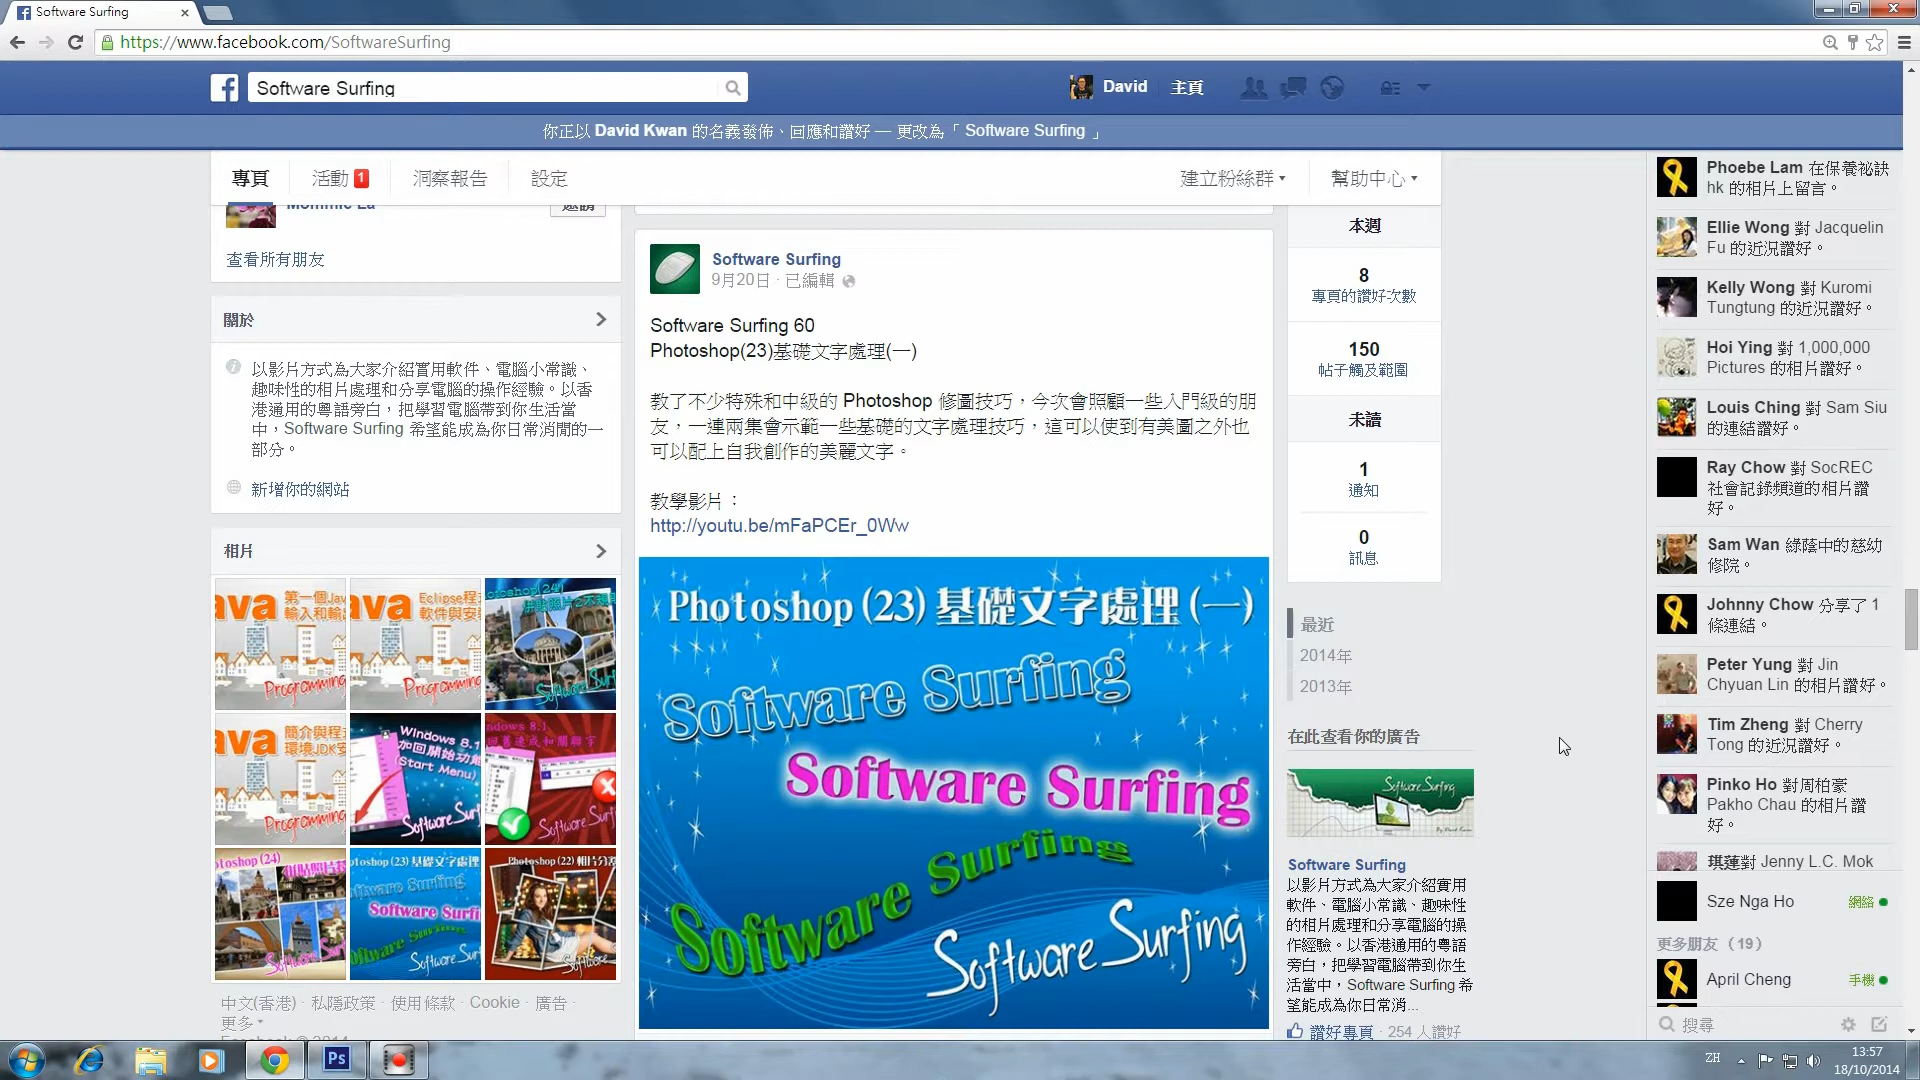 Software Surfing
https://www.facebook.com/SoftwareSurfing
Software Surfing
David
主頁
你正以 David Kwan 的名義發佈、回應和讚好 — 更改為「 Software Surfing 」
專頁
活動 1
洞察報告
設定
建立粉絲群
幫助中心
查看所有朋友
關於
以影片方式為大家介紹實用軟件、電腦小常識、
趣味性的相片處理和分享電腦的操作經驗。以香
港通用的粵語旁白，把學習電腦帶到你生活當
中，Software Surfing 希望能成為你日常消閒的一
部分。
新增你的網站
相片
中文(香港) · 私隱政策 · 使用條款 · Cookie · 廣告 ·
更多
Software Surfing
9月20日 · 已編輯
Software Surfing 60
Photoshop(23)基礎文字處理(一)
教了不少特殊和中級的 Photoshop 修圖技巧，今次會照顧一些入門級的朋
友，一連兩集會示範一些基礎的文字處理技巧，這可以使到有美圖之外也
可以配上自我創作的美麗文字。
教學影片：
http://youtu.be/mFaPCEr_0Ww
Photoshop (23) 基礎文字處理 (一)
Software Surfing
Software Surfing
Software Surfing
Software Surfing
本週
8
專頁的讚好次數
150
帖子觸及範圍
未讀
1
通知
0
訊息
最近
2014年
2013年
在此查看你的廣告
Software Surfing
Software Surfing
以影片方式為大家介紹實用
軟件、電腦小常識、趣味性
的相片處理和分享電腦的操
作經驗。以香港通用的粵語
旁白，把學習電腦帶到你生
活當中，Software Surfing 希
望能成為你日常消...
讚好專頁 · 254 人讚好
Phoebe Lam 在保養祕訣
hk 的相片上留言。
Ellie Wong 對 Jacquelin
Fu 的近況讚好。
Kelly Wong 對 Kuromi
Tungtung 的近況讚好。
Hoi Ying 對 1,000,000
Pictures 的相片讚好。
Louis Ching 對 Sam Siu
的連結讚好。
Ray Chow 對 SocREC
社會記錄頻道的相片讚
好。
Sam Wan 綠蔭中的慈幼
修院。
Johnny Chow 分享了 1
條連結。
Peter Yung 對 Jin
Chyuan Lin 的相片讚好。
Tim Zheng 對 Cherry
Tong 的近況讚好。
Pinko Ho 對周柏豪
Pakho Chau 的相片讚
好。
琪蓮對 Jenny L.C. Mok
Sze Nga Ho
網絡
更多朋友（19）
April Cheng
手機
搜尋
Ps
ZH
13:57
18/10/2014